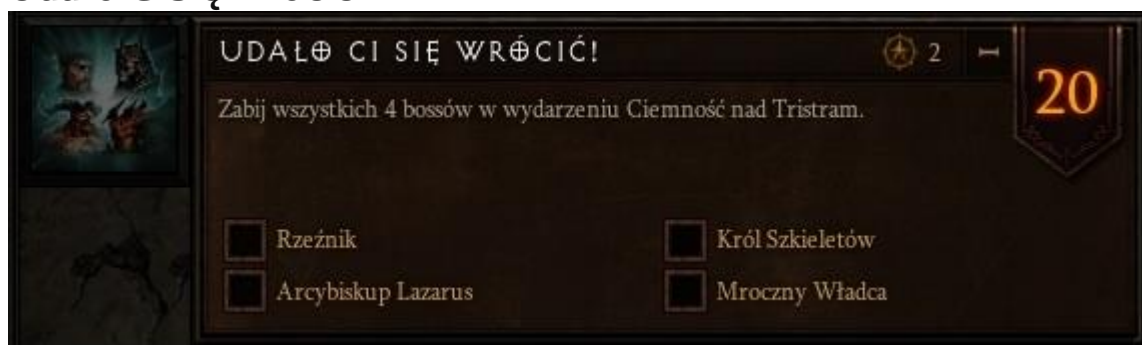 UDAŁO CI SIĘ WRÓCIĆ!
2
20
Zabij wszystkich 4 bossów w wydarzeniu Ciemność nad Tristram.
Rzeźnik
Król Szkieletów
Arcybiskup Lazarus
Mroczny Władca